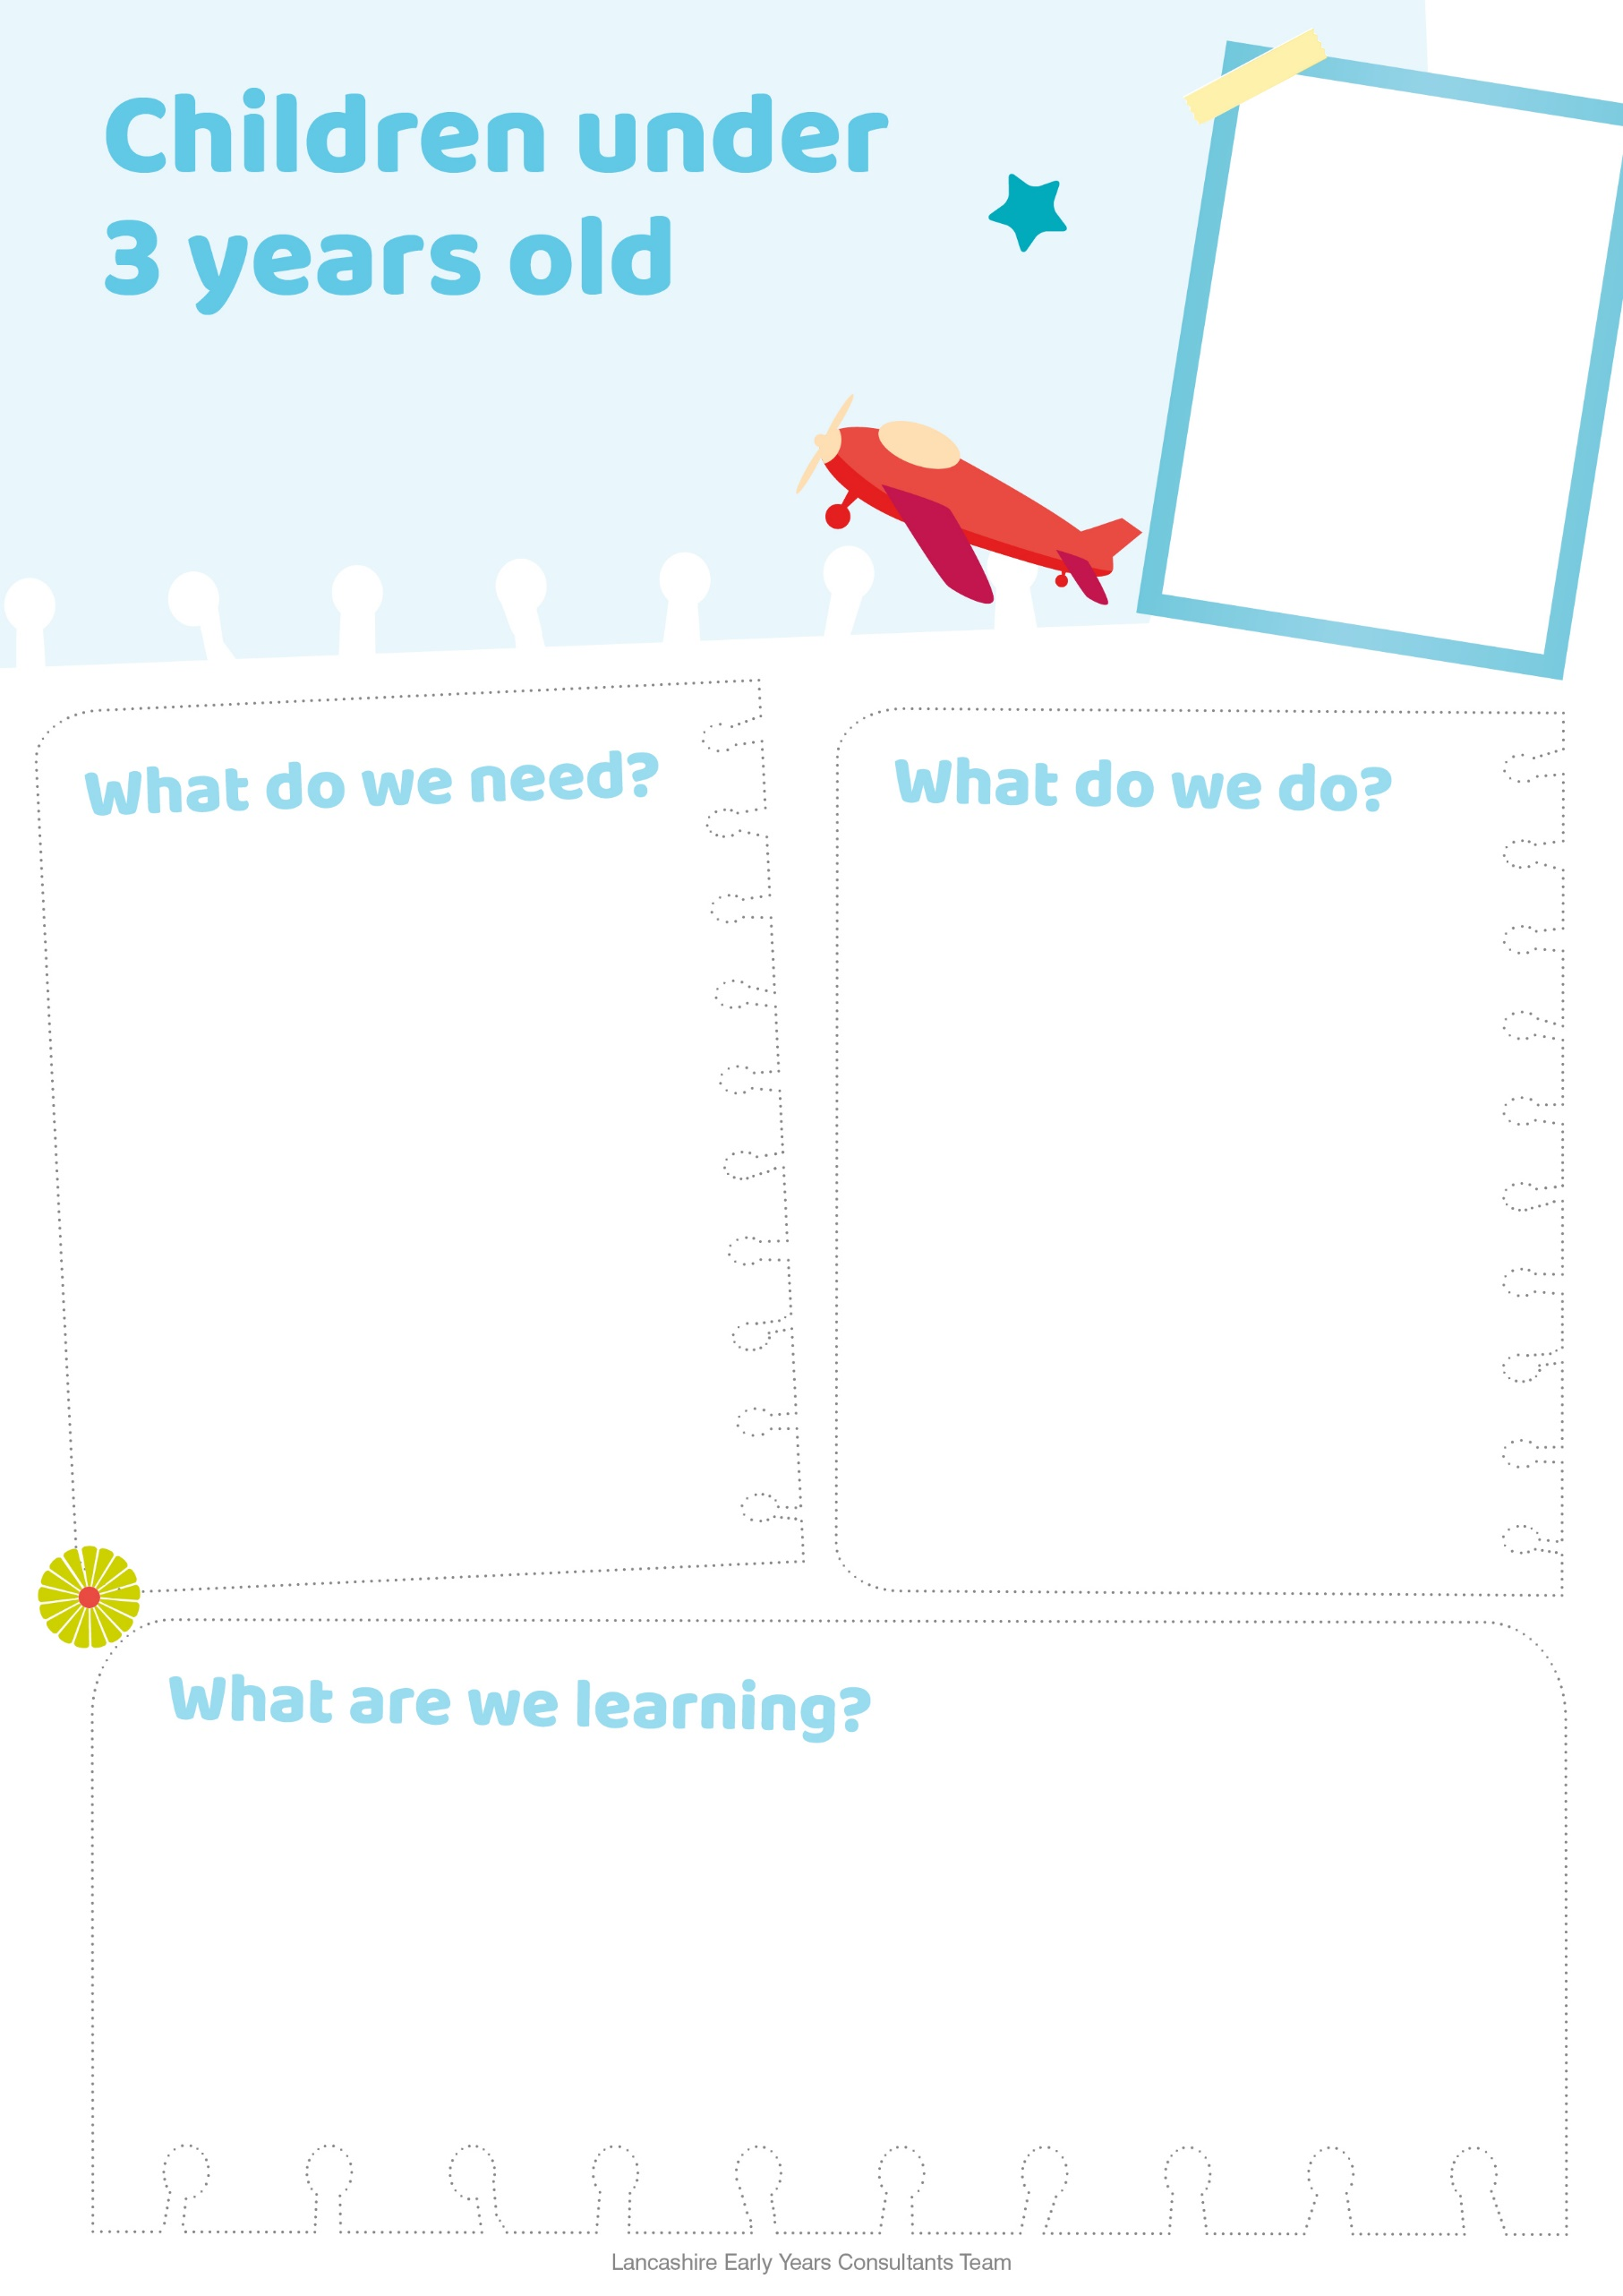 Children under
3 years old
What do we need?
What do we do?
What are we learning?
Lancashire Early Years Consultants Team